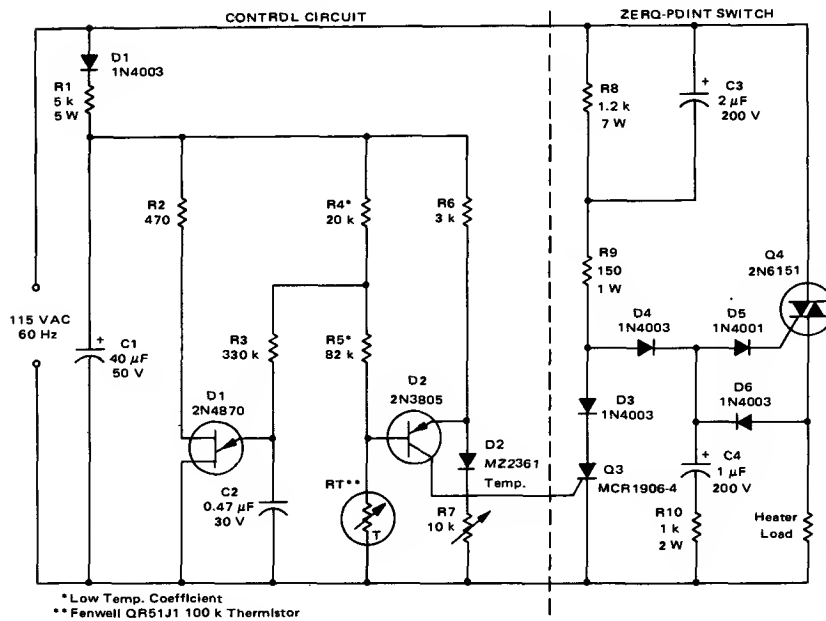 CONTROL CIRCUIT
ZERQ-PDINT SWITCH
D1
1N4003
R1
5 k
5 W
R8
1.2 k
7 W
+
C3
2 µF
200 V
R2
470
R4*
20 k
R6
3 k
R9
150
1 W
Q4
2N6151
115 VAC
60 Hz
+
C1
40 µF
50 V
R3
330 k
R5*
82 k
D4
1N4003
D5
1N4001
D1
2N4870
D2
2N3805
D3
1N4003
D6
1N4003
D2
MZ2361
Temp.
C2
0.47 µF
30 V
RT**
T
R7
10 k
Q3
MCR1906-4
+
C4
1 µF
200 V
R10
1 k
2 W
Heater
Load
*Low Temp. Coefficient
**Fenwell QR51J1 100 k Thermistor